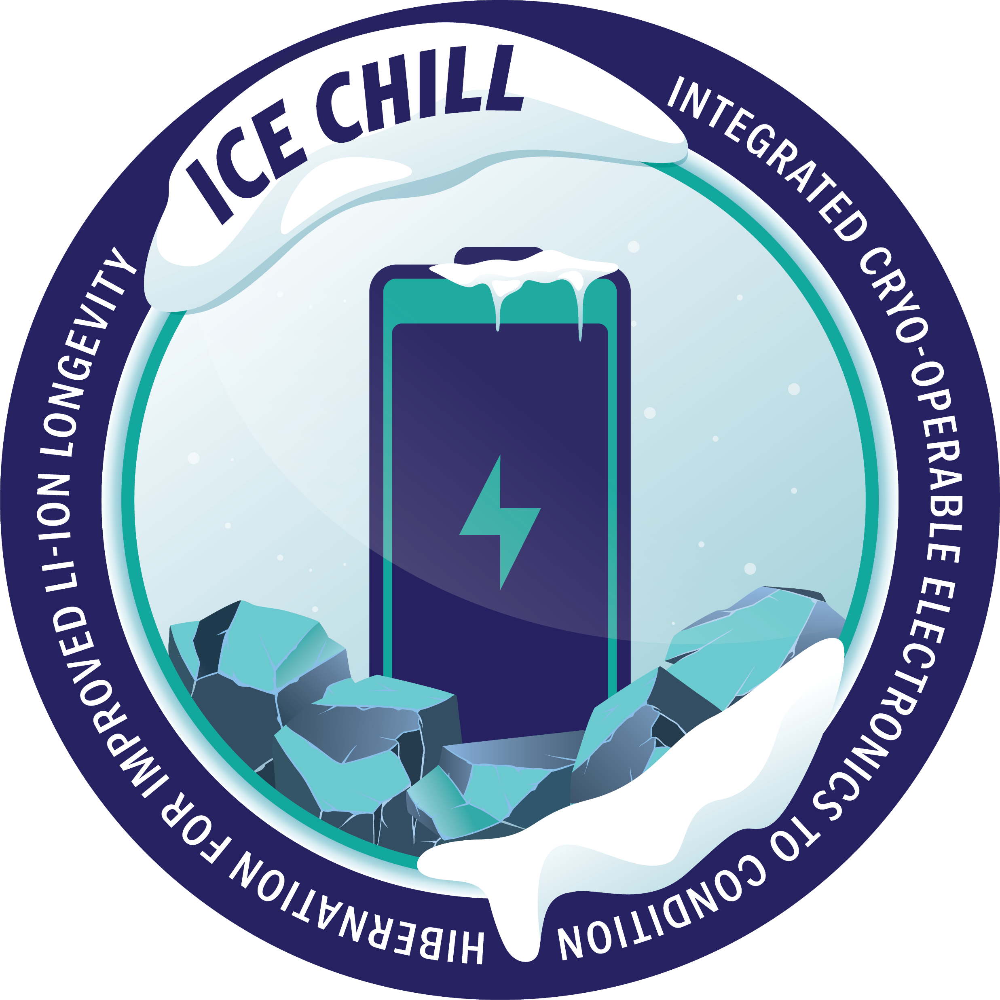 ICE CHILL
INTEGRATED CRYO-OPERABLE ELECTRONICS TO CONDITION HIBERNATION FOR IMPROVED LI-ION LONGEVITY